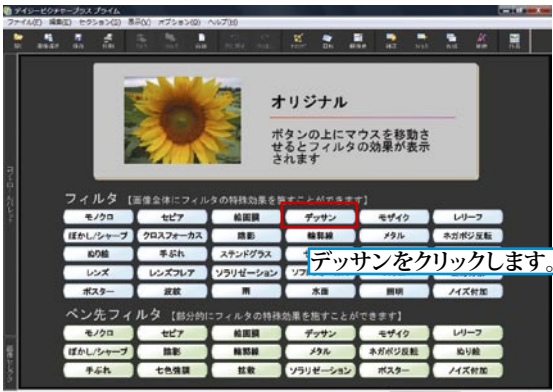 デイジーピクチャープラス プライム
ファイル(F) 編集(E) セクション(S) 表示(V) オプション(O) ヘルプ(H)
オリジナル
ボタンの上にマウスを移動さ
せるとフィルタの効果が表示
されます
フィルタ 【画像全体にフィルタの特殊効果を施すことができます】
モノクロ セピア 絵画調 デッサン モザイク レリーフ
ぼかし/シャープ クロスフォーカス 陰影 輪郭線 メタル ネガポジ反転
ぬり絵 手ぶれ ステンドグラス
デッサンをクリックします。
レンズ レンズフレア ソラリゼーション
ポスター 波紋 雨 水面 照明 ノイズ付加
ペン先フィルタ 【部分的にフィルタの特殊効果を施すことができます】
モノクロ セピア 絵画調 デッサン モザイク レリーフ
ぼかし/シャープ 陰影 輪郭線 メタル ネガポジ反転 ぬり絵
手ぶれ 七色強調 拡散 ソラリゼーション ポスター ノイズ付加